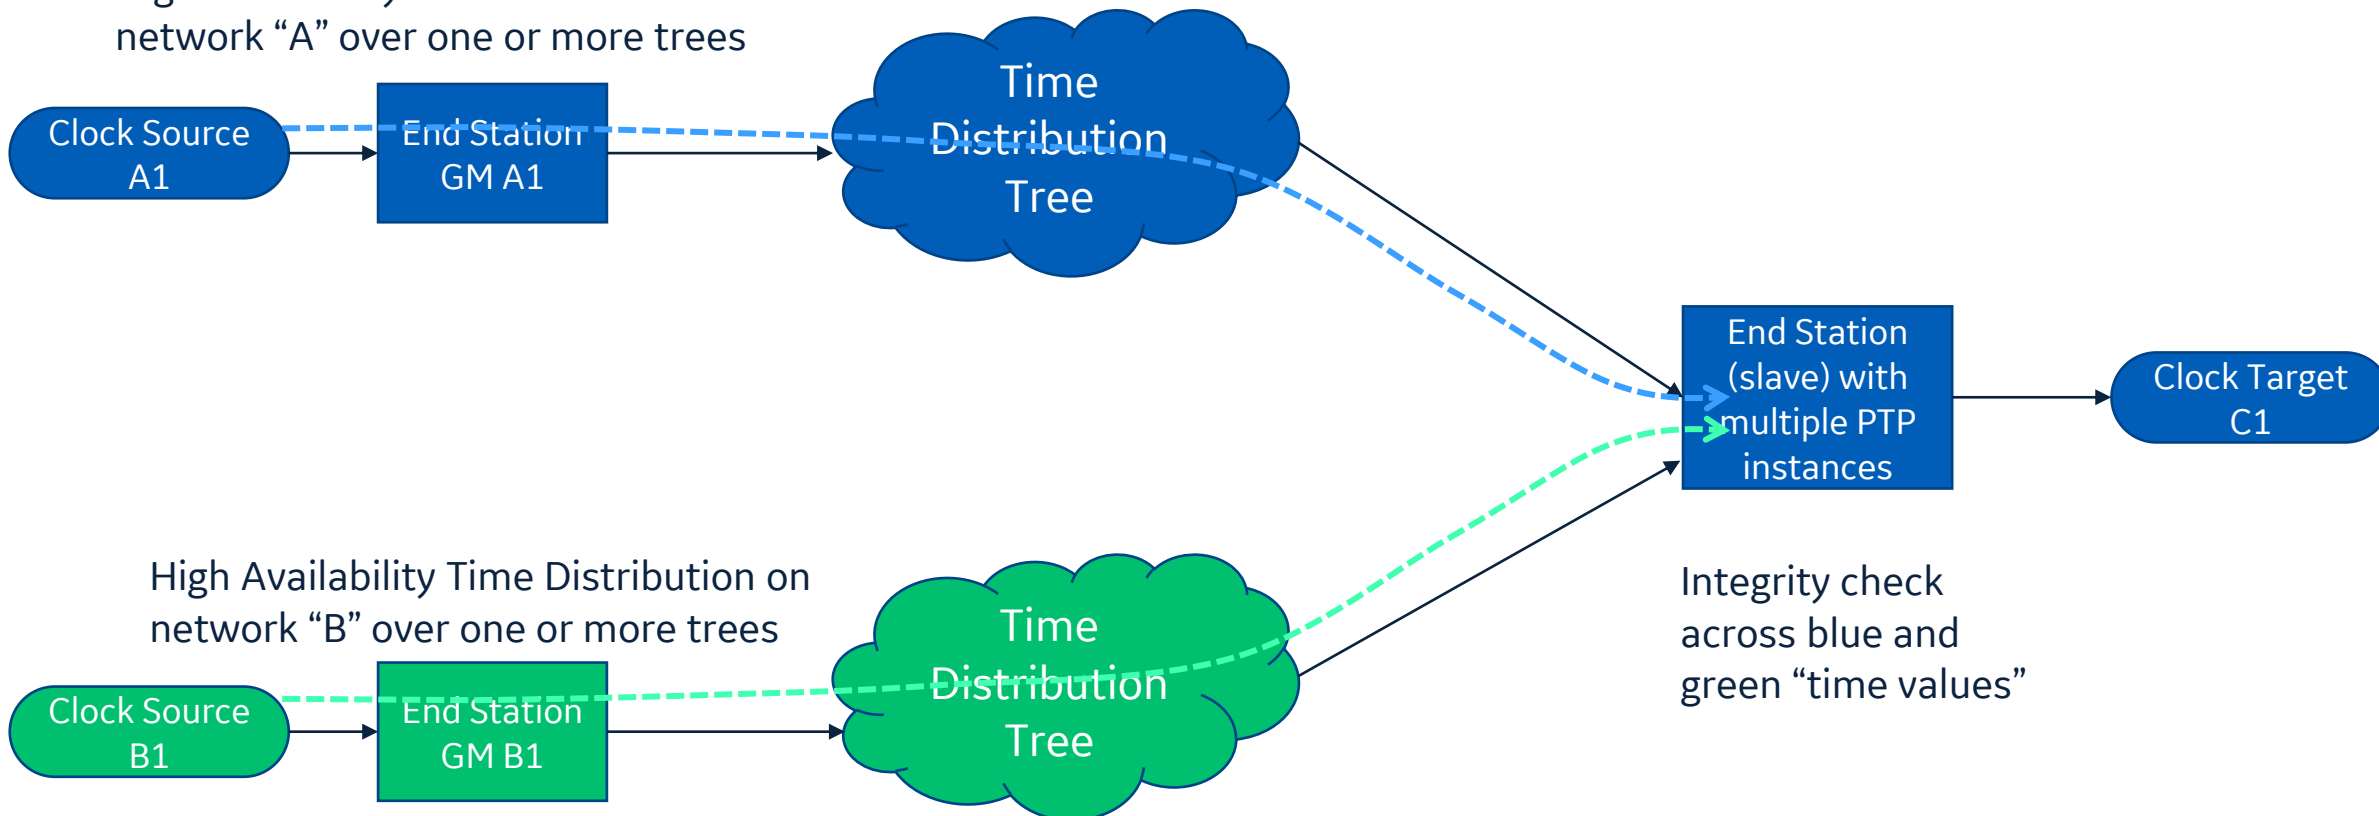 network “A” over one or more trees
Clock Source
A1
End Station
GM A1
Time
Distribution
Tree
End Station
(slave) with
multiple PTP
instances
Clock Target
C1
High Availability Time Distribution on
network “B” over one or more trees
Clock Source
B1
End Station
GM B1
Time
Distribution
Tree
Integrity check
across blue and
green “time values”